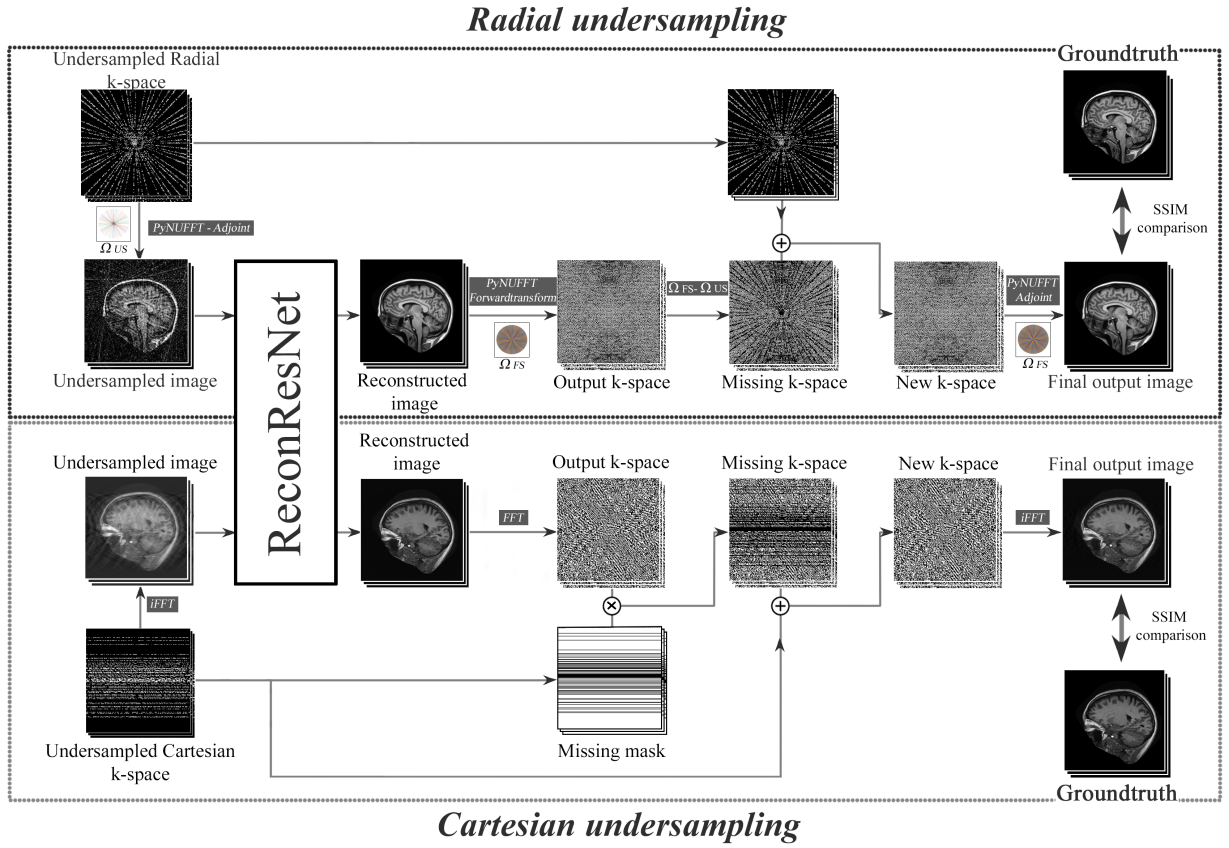 Radial undersampling
Undersampled Radial
k-space
Groundtruth
PyNUFFT - Adjoint
Ω US
SSIM
comparison
ReconResNet
PyNUFFT
Forwardtransform
Ω FS
Ω FS- Ω US
PyNUFFT
Adjoint
Ω FS
Undersampled image
Reconstructed
image
Output k-space
Missing k-space
New k-space
Final output image
Undersampled image
Reconstructed
image
Output k-space
Missing k-space
New k-space
Final output image
FFT
iFFT
iFFT
SSIM
comparison
Undersampled Cartesian
k-space
Missing mask
Groundtruth
Cartesian undersampling